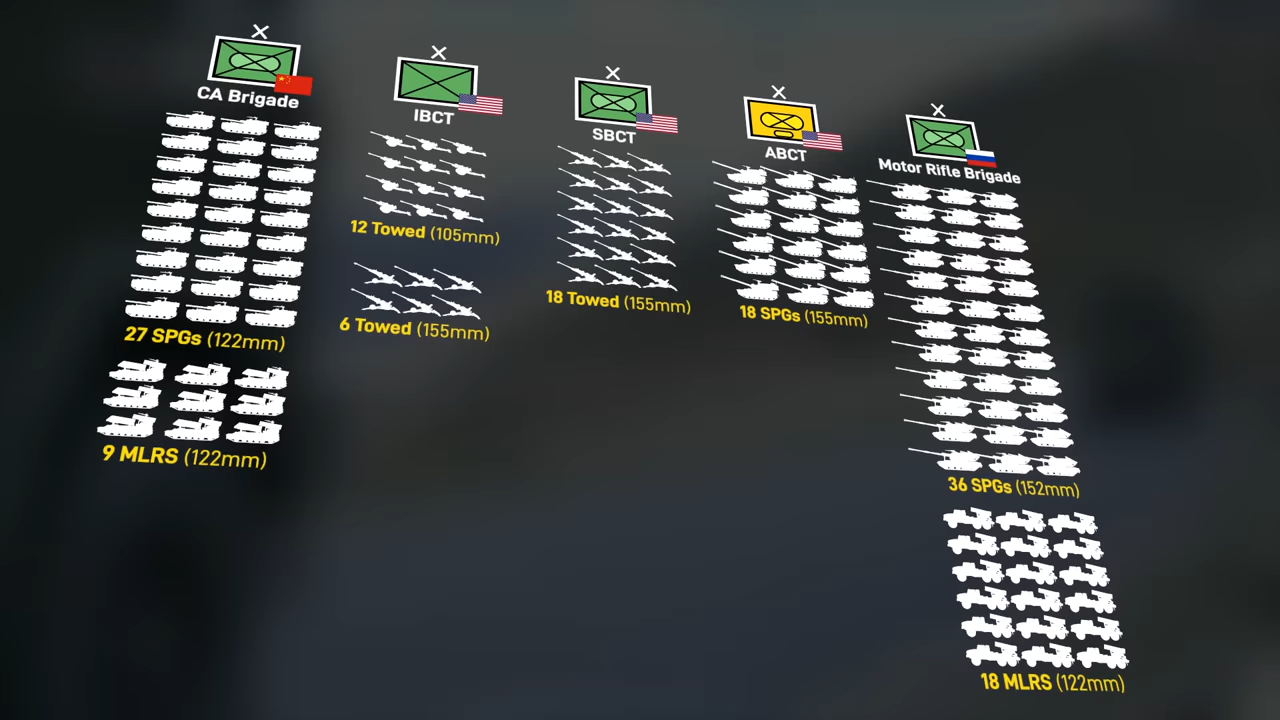 CA Brigade
27 SPGs (122mm)
9 MLRS (122mm)
IBCT
12 Towed (105mm)
6 Towed (155mm)
SBCT
18 Towed (155mm)
ABCT
18 SPGs (155mm)
Motor Rifle Brigade
36 SPGs (152mm)
18 MLRS (122mm)